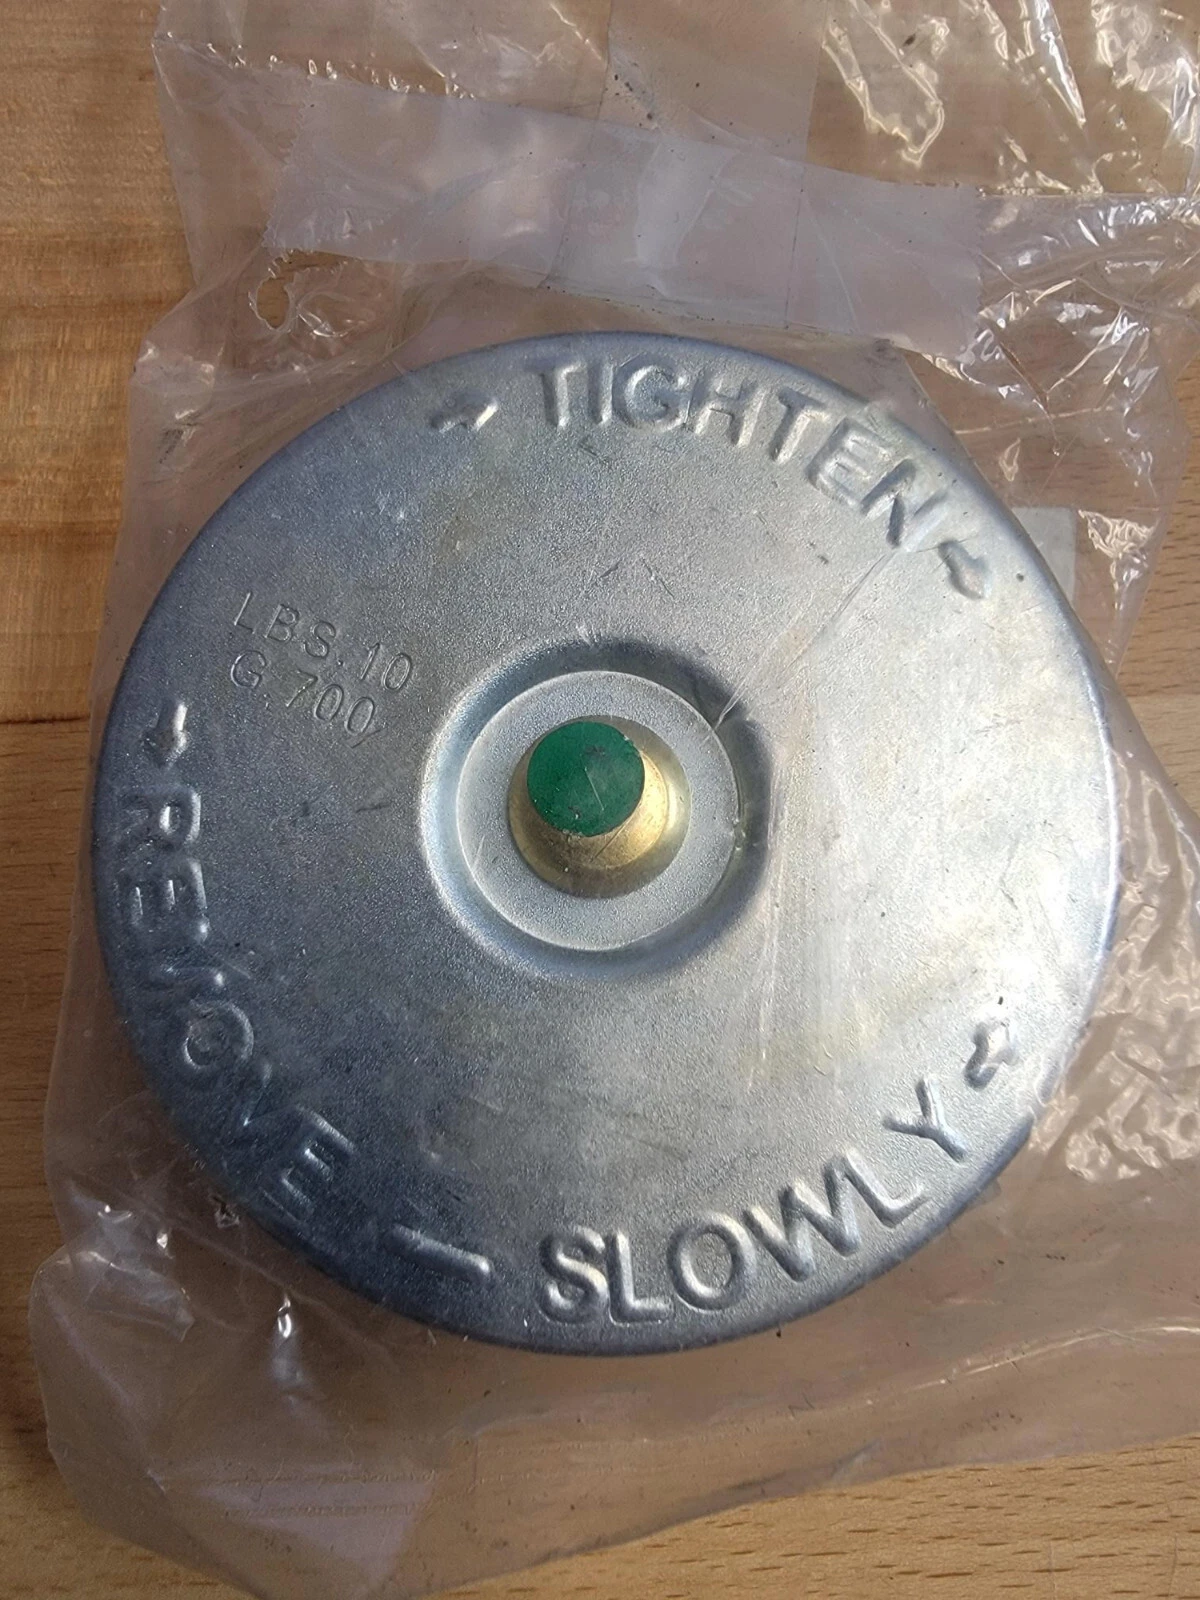 TIGHTEN
LBS.10
G.700
REMOVE - SLOWLY